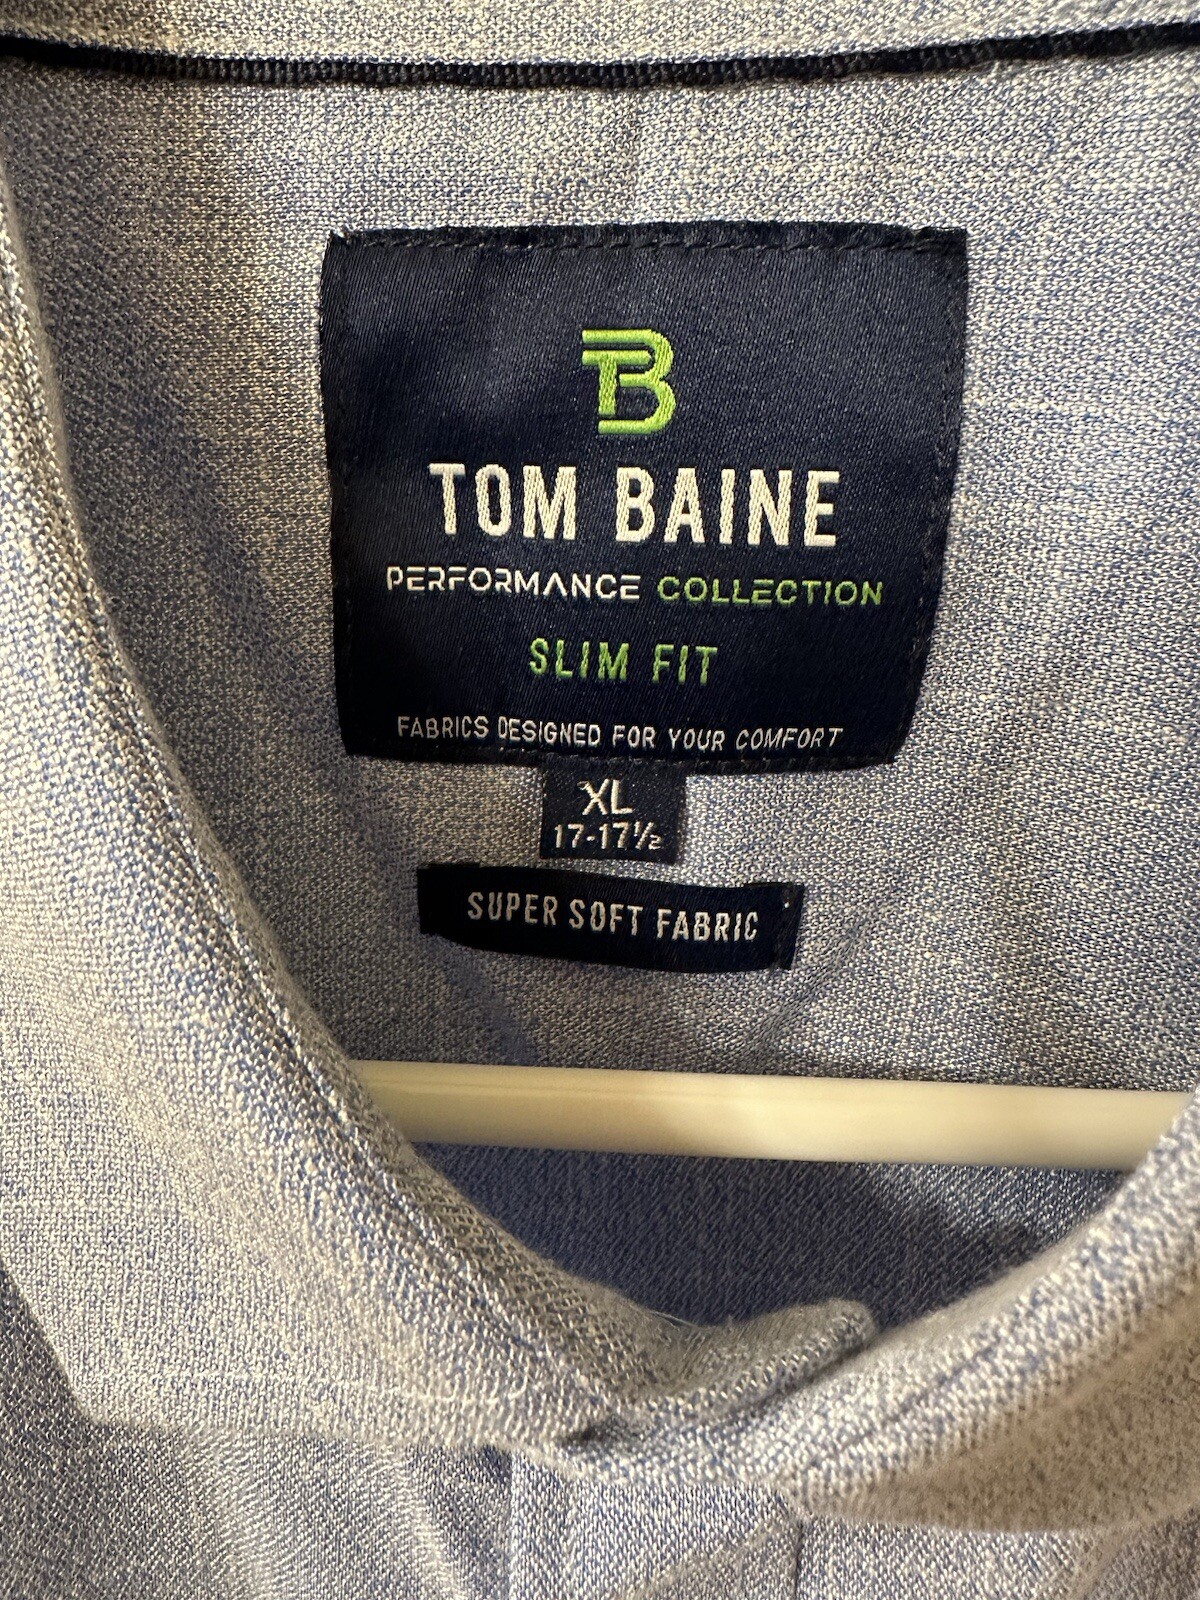 TB
TOM BAINE
PERFORMANCE COLLECTION
SLIM FIT
FABRICS DESIGNED FOR YOUR COMFORT
XL
17-17½
SUPER SOFT FABRIC